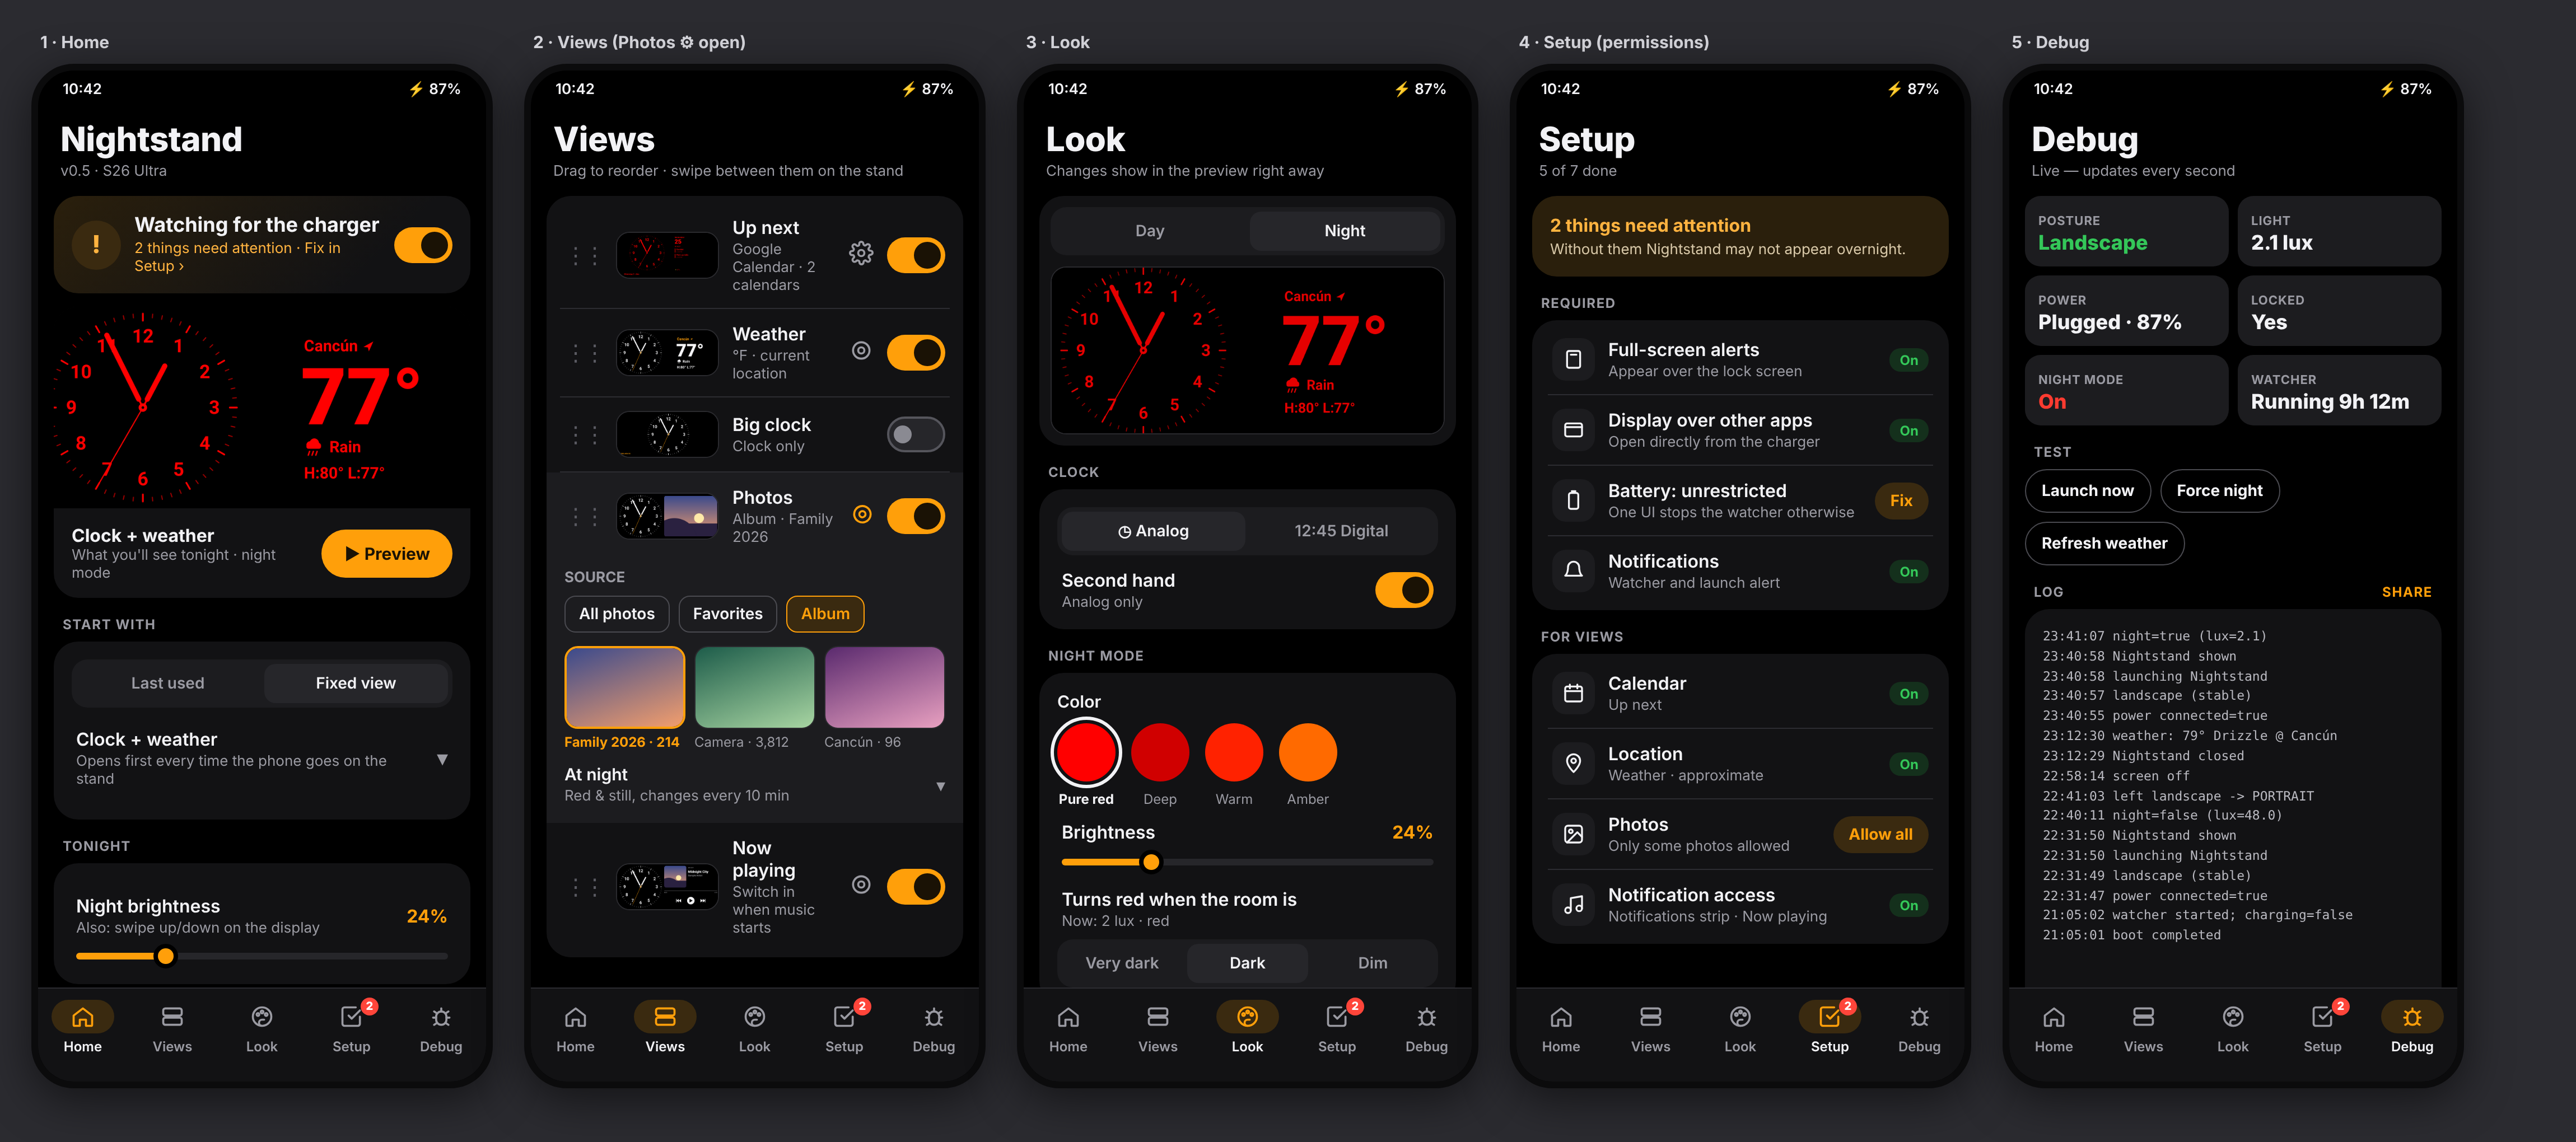 1 · Home
10:42
⚡ 87%
Nightstand
v0.5 · S26 Ultra
!
Watching for the charger
2 things need attention · Fix in
Setup ›
12
1
2
3
4
5
6
7
8
9
10
11
Cancún
77°
Rain
H:80° L:77°
Clock + weather
What you'll see tonight · night
mode
▶ Preview
START WITH
Last used
Fixed view
Clock + weather
Opens first every time the phone goes on the
stand
▼
TONIGHT
Night brightness
24%
Also: swipe up/down on the display
Home
Views
Look
2
Setup
Debug
2 · Views (Photos ⚙ open)
10:42
⚡ 87%
Views
Drag to reorder · swipe between them on the stand
Up next
Google
Calendar · 2
calendars
Cancún
77°
Rain
Weather
°F · current
location
Big clock
Clock only
Photos
Album · Family
2026
SOURCE
All photos
Favorites
Album
Family 2026 · 214
Camera · 3,812
Cancún · 96
At night
Red & still, changes every 10 min
▼
Midnight City
Now
playing
Switch in
when music
starts
Home
Views
Look
2
Setup
Debug
3 · Look
10:42
⚡ 87%
Look
Changes show in the preview right away
Day
Night
12
1
2
3
4
5
6
7
8
9
10
11
Cancún
77°
Rain
H:80° L:77°
CLOCK
Analog
12:45 Digital
Second hand
Analog only
NIGHT MODE
Color
Pure red
Deep
Warm
Amber
Brightness
24%
Turns red when the room is
Now: 2 lux · red
Very dark
Dark
Dim
Home
Views
Look
2
Setup
Debug
4 · Setup (permissions)
10:42
⚡ 87%
Setup
5 of 7 done
2 things need attention
Without them Nightstand may not appear overnight.
REQUIRED
Full-screen alerts
Appear over the lock screen
On
Display over other apps
Open directly from the charger
On
Battery: unrestricted
One UI stops the watcher otherwise
Fix
Notifications
Watcher and launch alert
On
FOR VIEWS
Calendar
Up next
On
Location
Weather · approximate
On
Photos
Only some photos allowed
Allow all
Notification access
Notifications strip · Now playing
On
Home
Views
Look
2
Setup
Debug
5 · Debug
10:42
⚡ 87%
Debug
Live — updates every second
POSTURE
Landscape
LIGHT
2.1 lux
POWER
Plugged · 87%
LOCKED
Yes
NIGHT MODE
On
WATCHER
Running 9h 12m
TEST
Launch now
Force night
Refresh weather
LOG
SHARE
23:41:07 night=true (lux=2.1)
23:40:58 Nightstand shown
23:40:58 launching Nightstand
23:40:57 landscape (stable)
23:40:55 power connected=true
23:12:30 weather: 79° Drizzle @ Cancún
23:12:29 Nightstand closed
22:58:14 screen off
22:41:03 left landscape -> PORTRAIT
22:40:11 night=false (lux=48.0)
22:31:50 Nightstand shown
22:31:50 launching Nightstand
22:31:49 landscape (stable)
22:31:47 power connected=true
21:05:02 watcher started; charging=false
21:05:01 boot completed
Home
Views
Look
2
Setup
Debug